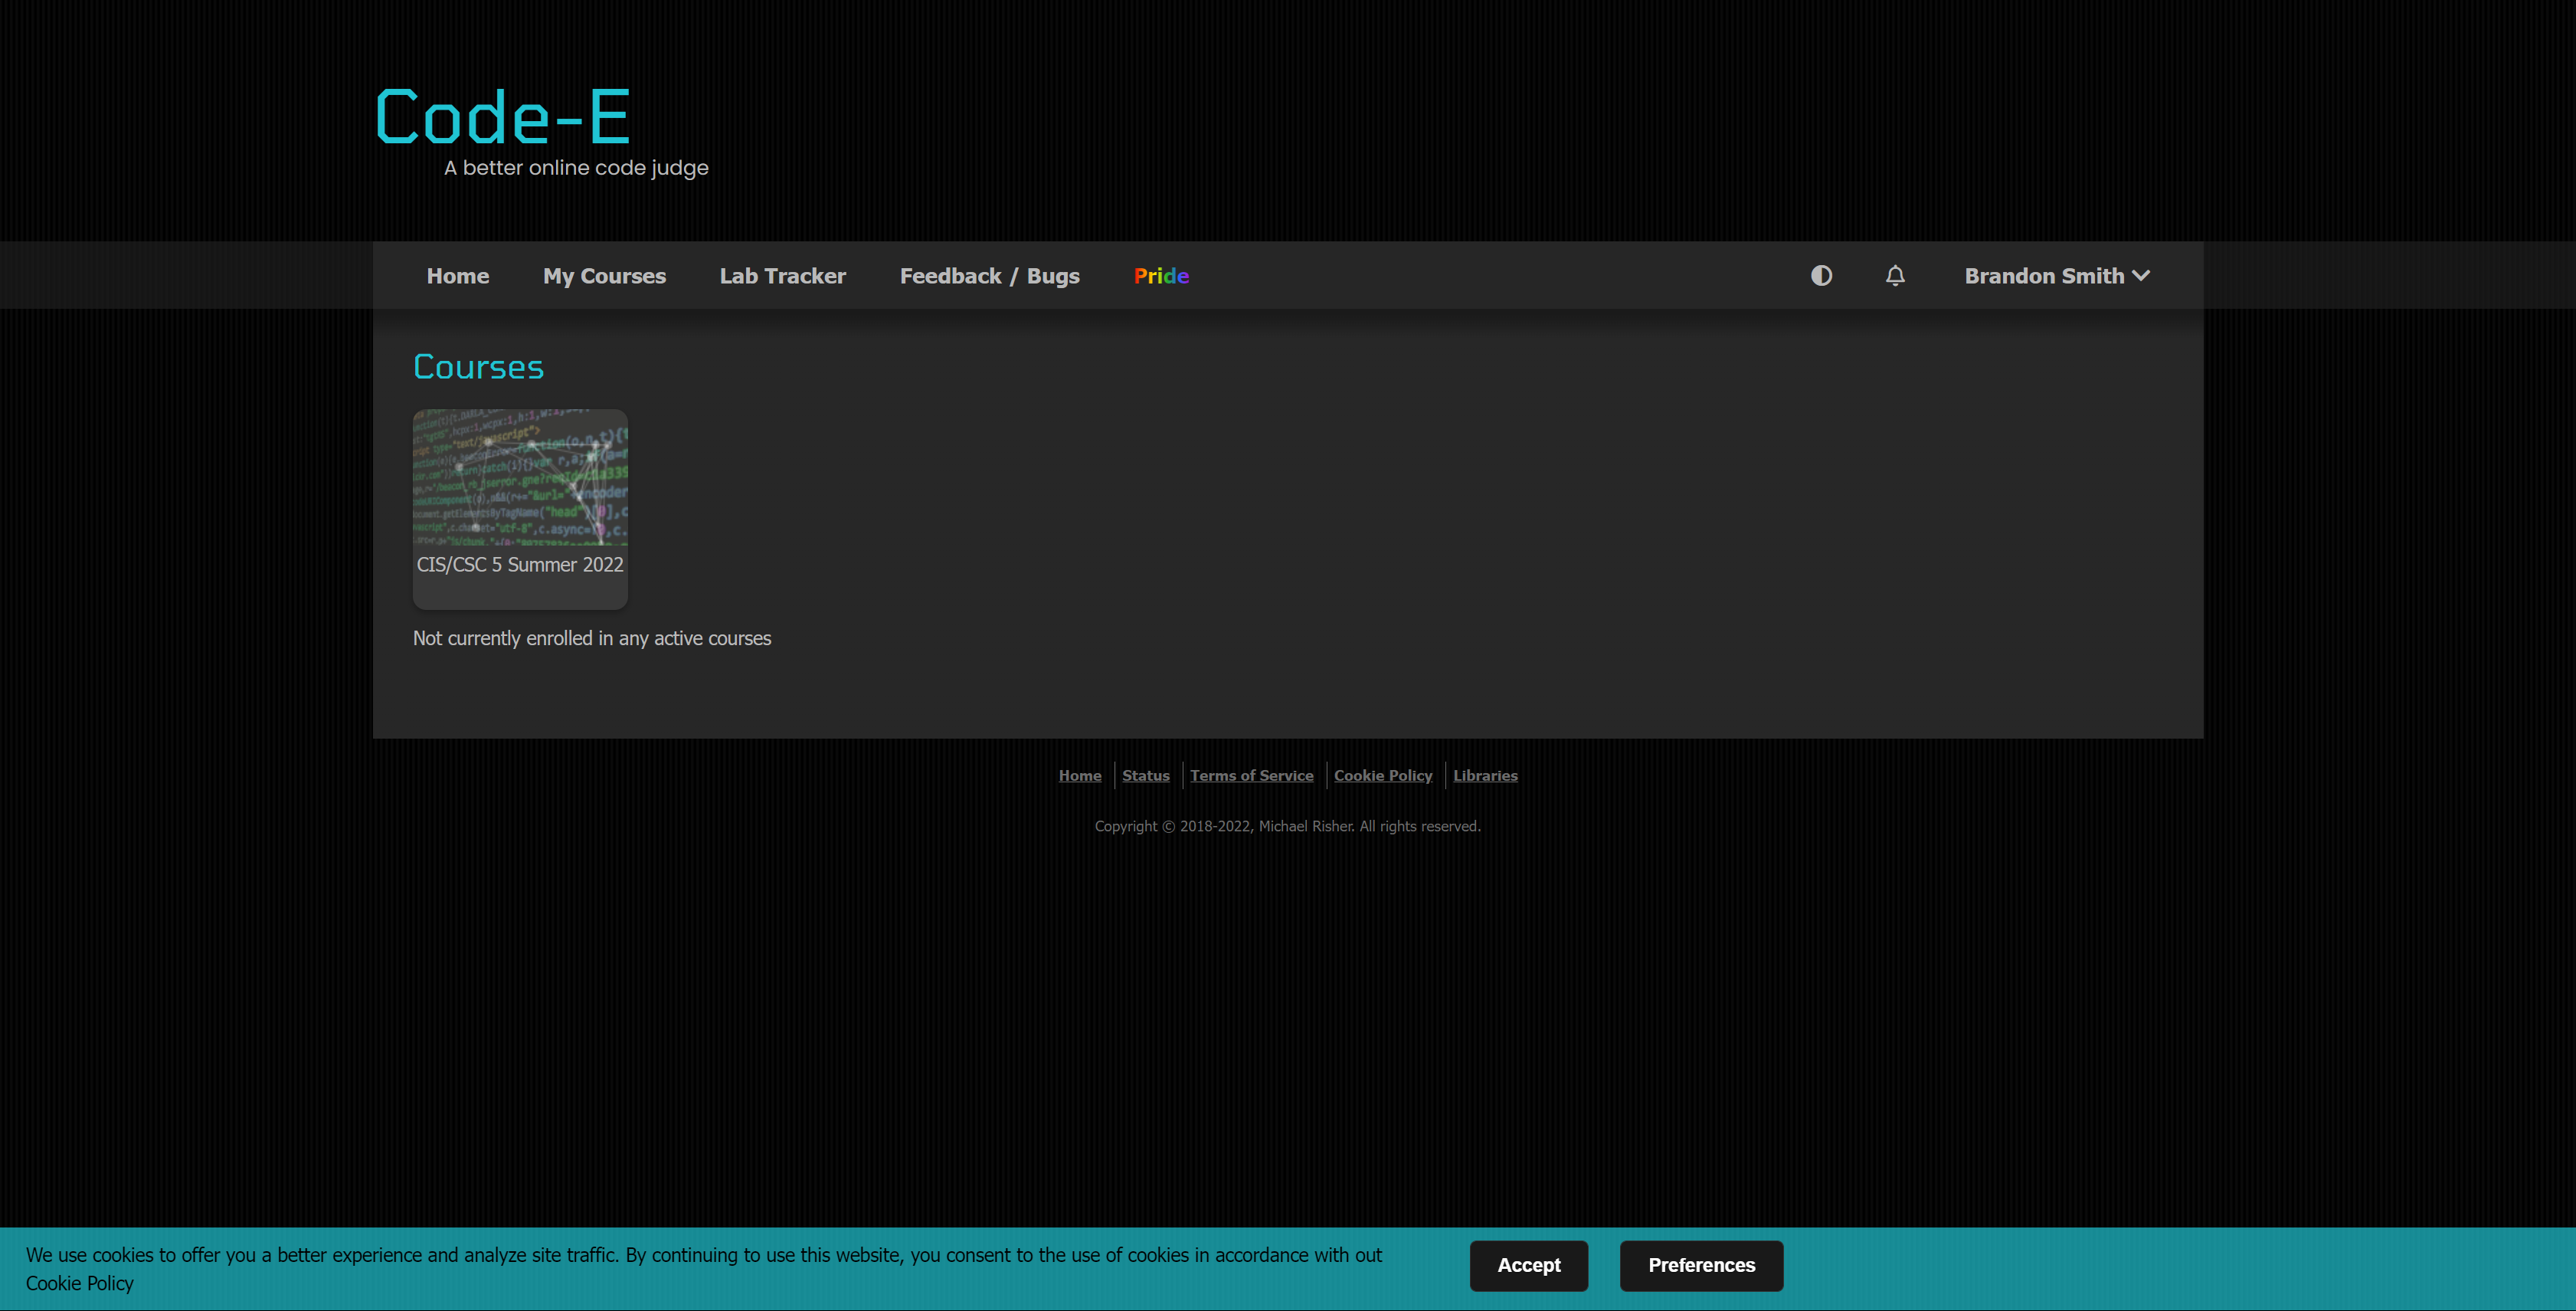 Code-E
A better online code judge
Home My Courses Lab Tracker Feedback / Bugs Pride Brandon Smith
Courses
CIS/CSC 5 Summer 2022
Not currently enrolled in any active courses
Home Status Terms of Service Cookie Policy Libraries
Copyright © 2018-2022, Michael Risher. All rights reserved.
We use cookies to offer you a better experience and analyze site traffic. By continuing to use this website, you consent to the use of cookies in accordance with out
Cookie Policy
Accept Preferences